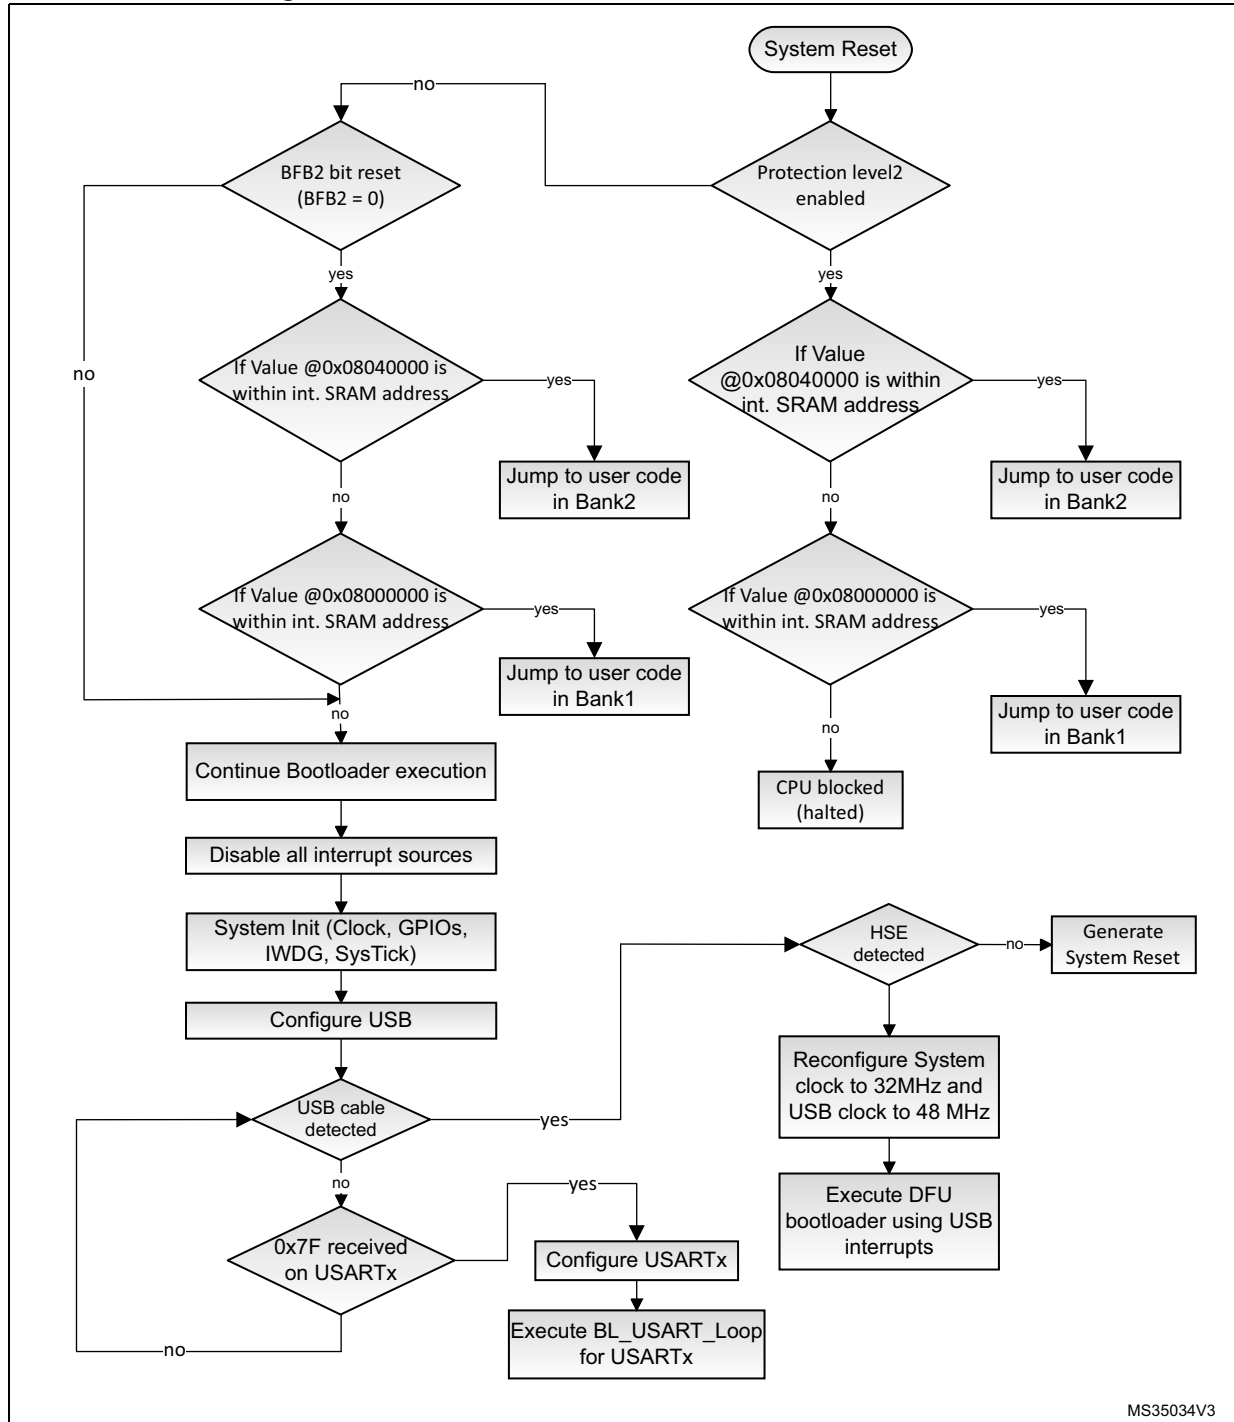 System Reset
no
BFB2 bit reset
(BFB2 = 0)
Protection level2
enabled
yes
yes
no
If Value @0x08040000 is
within int. SRAM address
yes
If Value
@0x08040000 is within
int. SRAM address
yes
Jump to user code
in Bank2
Jump to user code
in Bank2
no
no
If Value @0x08000000 is
within int. SRAM address
yes
If Value @0x08000000 is
within int. SRAM address
yes
Jump to user code
in Bank1
Jump to user code
in Bank1
no
no
Continue Bootloader execution
CPU blocked
(halted)
Disable all interrupt sources
System Init (Clock, GPIOs,
IWDG, SysTick)
HSE
detected
no
Generate
System Reset
Configure USB
Reconfigure System
clock to 32MHz and
USB clock to 48 MHz
USB cable
detected
yes
no
yes
Execute DFU
bootloader using USB
interrupts
0x7F received
on USARTx
Configure USARTx
Execute BL_USART_Loop
for USARTx
no
MS35034V3